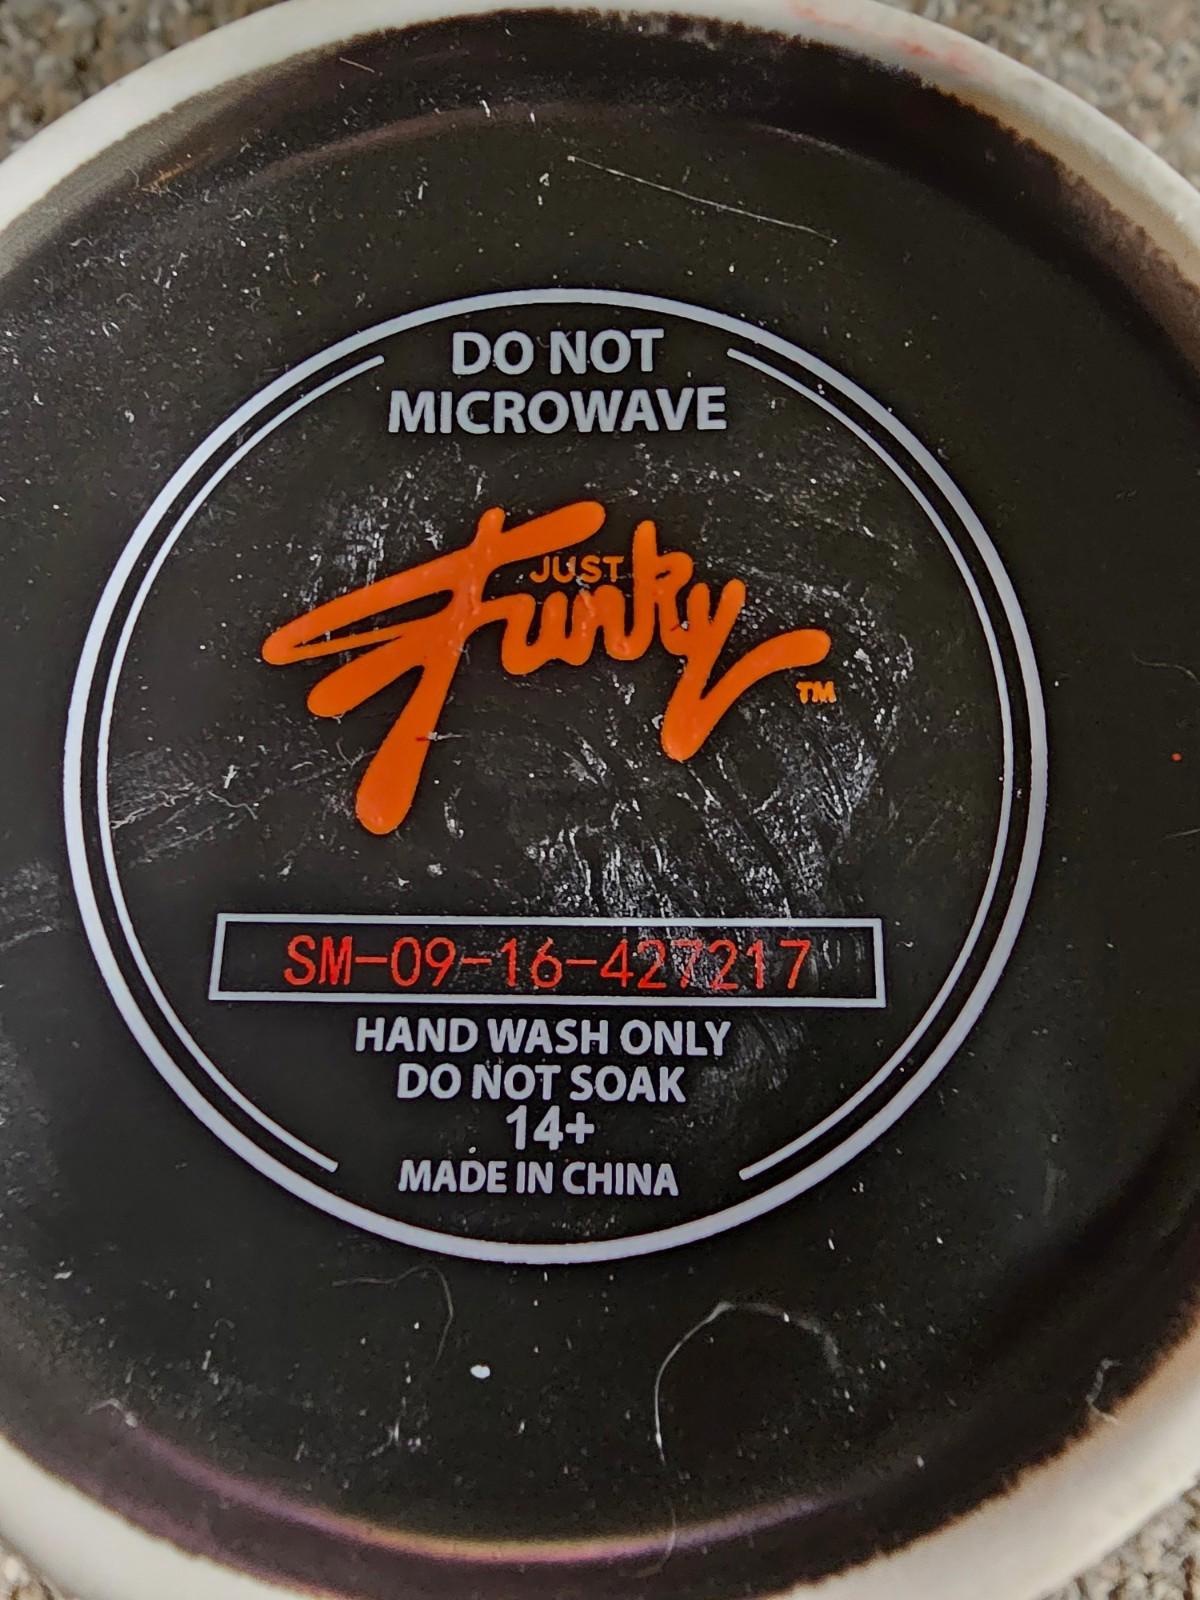 DO NOT
MICROWAVE
JUST
Funky
TM
SM-09-16-427217
HAND WASH ONLY
DO NOT SOAK
14+
MADE IN CHINA